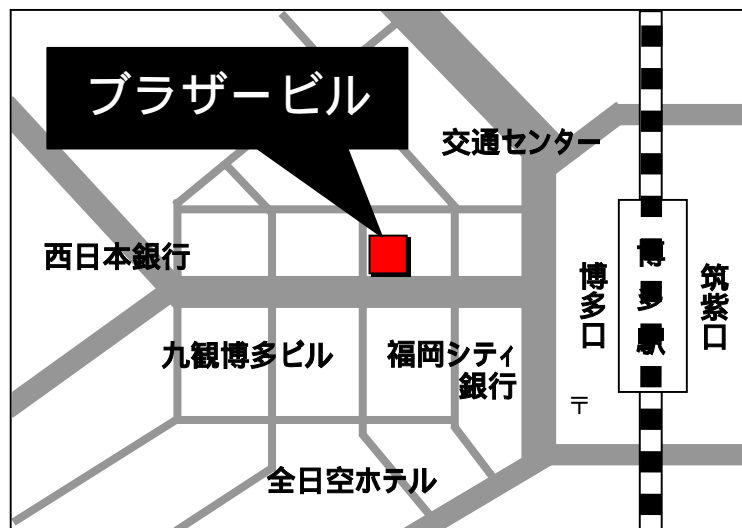 ブラザービル
交通センター
西日本銀行
博多口
博多駅
筑紫口
九観博多ビル
福岡シティ
銀行
〒
全日空ホテル